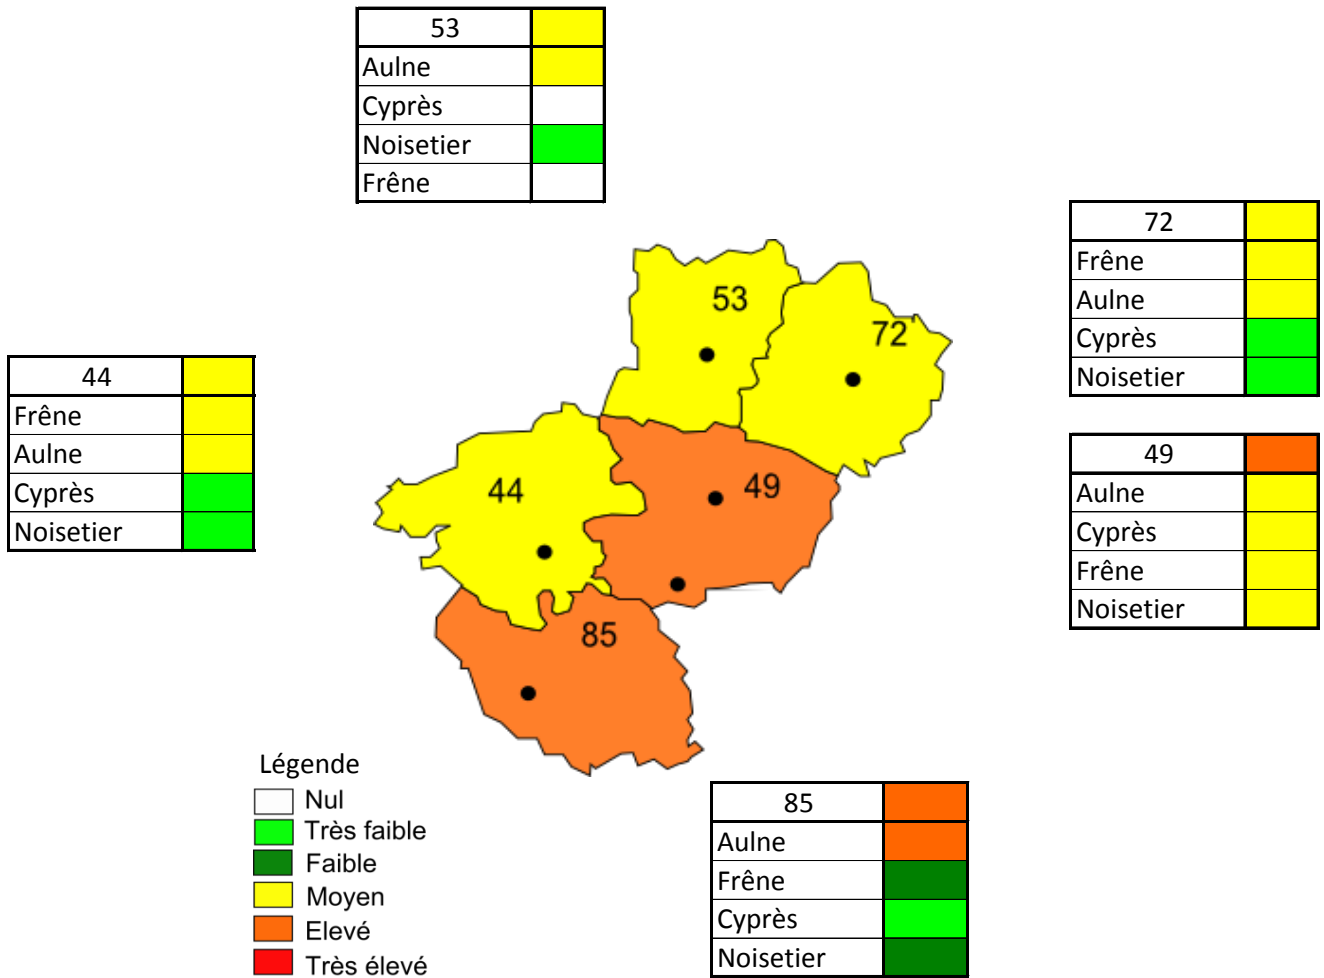 53
Aulne
Cyprès
Noisetier
Frêne
72
Frêne
Aulne
Cyprès
Noisetier
53
72
44
Frêne
Aulne
Cyprès
Noisetier
49
Aulne
Cyprès
Frêne
Noisetier
44
49
85
Légende
Nul
Très faible
Faible
Moyen
Elevé
Très élevé
85
Aulne
Frêne
Cyprès
Noisetier